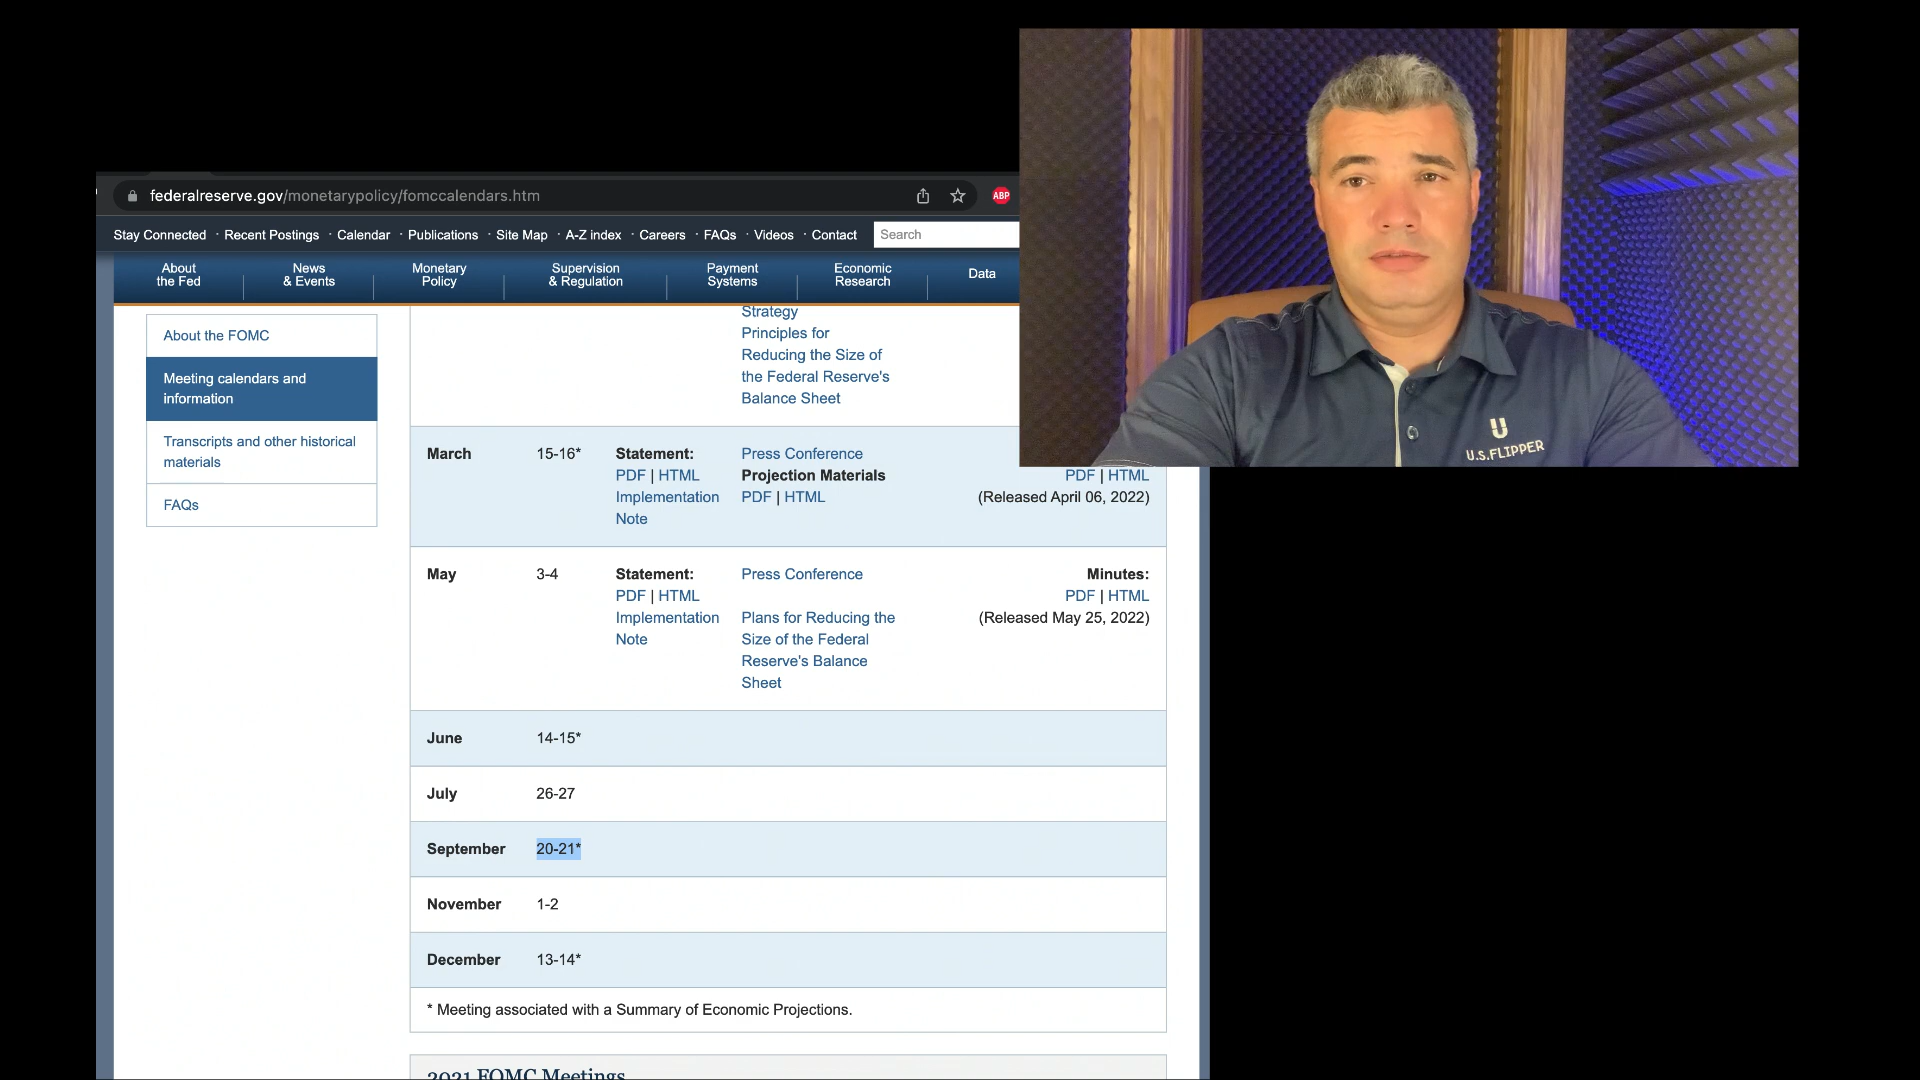 federalreserve.gov/monetarypolicy/fomccalendars.htm
ABP
Stay Connected · Recent Postings · Calendar · Publications · Site Map · A-Z index · Careers · FAQs · Videos · Contact
Search
About
the Fed
News
& Events
Monetary
Policy
Supervision
& Regulation
Payment
Systems
Economic
Research
Data
About the FOMC
Meeting calendars and
information
Transcripts and other historical
materials
FAQs
Strategy
Principles for
Reducing the Size of
the Federal Reserve's
Balance Sheet
March 15-16* Statement: Press Conference
PDF | HTML Projection Materials PDF | HTML
Implementation PDF | HTML (Released April 06, 2022)
Note
May 3-4 Statement: Press Conference Minutes:
PDF | HTML PDF | HTML
Implementation Plans for Reducing the (Released May 25, 2022)
Note Size of the Federal
Reserve's Balance
Sheet
June 14-15*
July 26-27
September 20-21*
November 1-2
December 13-14*
* Meeting associated with a Summary of Economic Projections.
2021 FOMC Meetings
U
U.S.FLIPPER